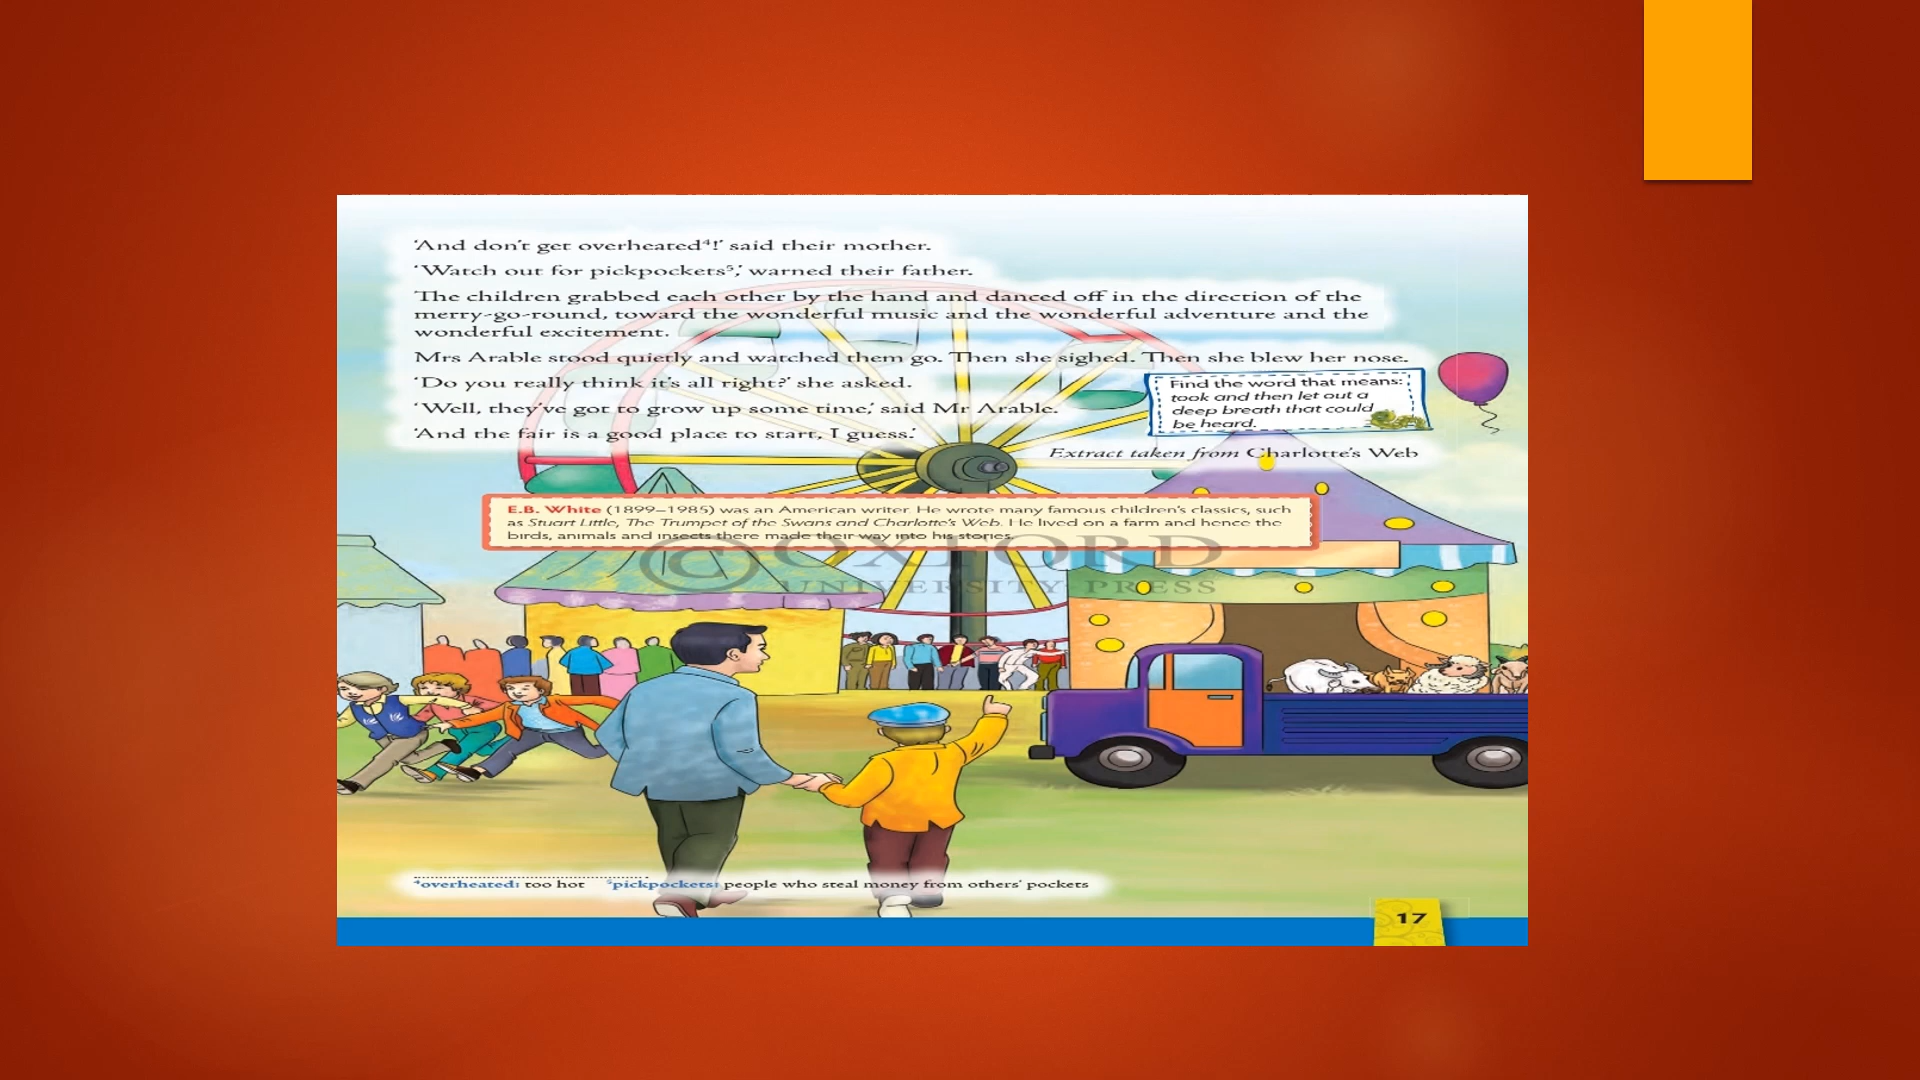 ‘And don’t get overheated⁴!’ said their mother.
‘Watch out for pickpockets⁵,’ warned their father.
The children grabbed each other by the hand and danced off in the direction of the
merry-go-round, toward the wonderful music and the wonderful adventure and the
wonderful excitement.
Mrs Arable stood quietly and watched them go. Then she sighed. Then she blew her nose.
‘Do you really think it’s all right?’ she asked.
‘Well, they’ve got to grow up some time,’ said Mr Arable.
‘And the fair is a good place to start, I guess.’
Find the word that means:
took and then let out a
deep breath that could
be heard.
Extract taken from Charlotte’s Web
E.B. White (1899–1985) was an American writer. He wrote many famous children’s classics, such
as Stuart Little, The Trumpet of the Swans and Charlotte’s Web. He lived on a farm and hence the
birds, animals and insects there made their way into his stories.
© OXFORD
UNIVERSITY PRESS
⁴overheated: too hot ⁵pickpockets: people who steal money from others’ pockets
17